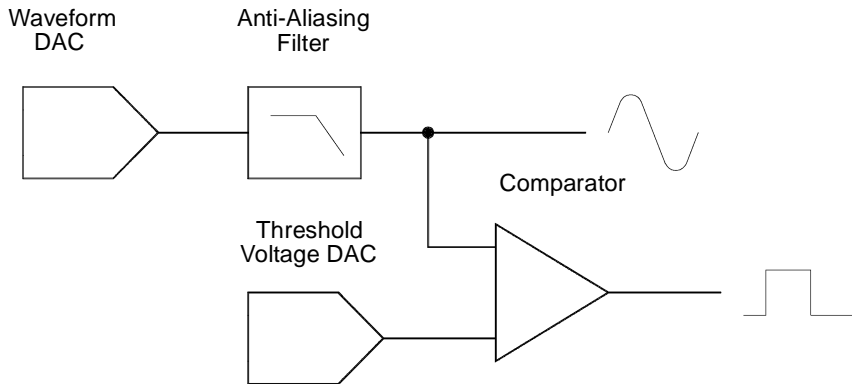 Waveform
DAC
Anti-Aliasing
Filter
Comparator
Threshold
Voltage DAC